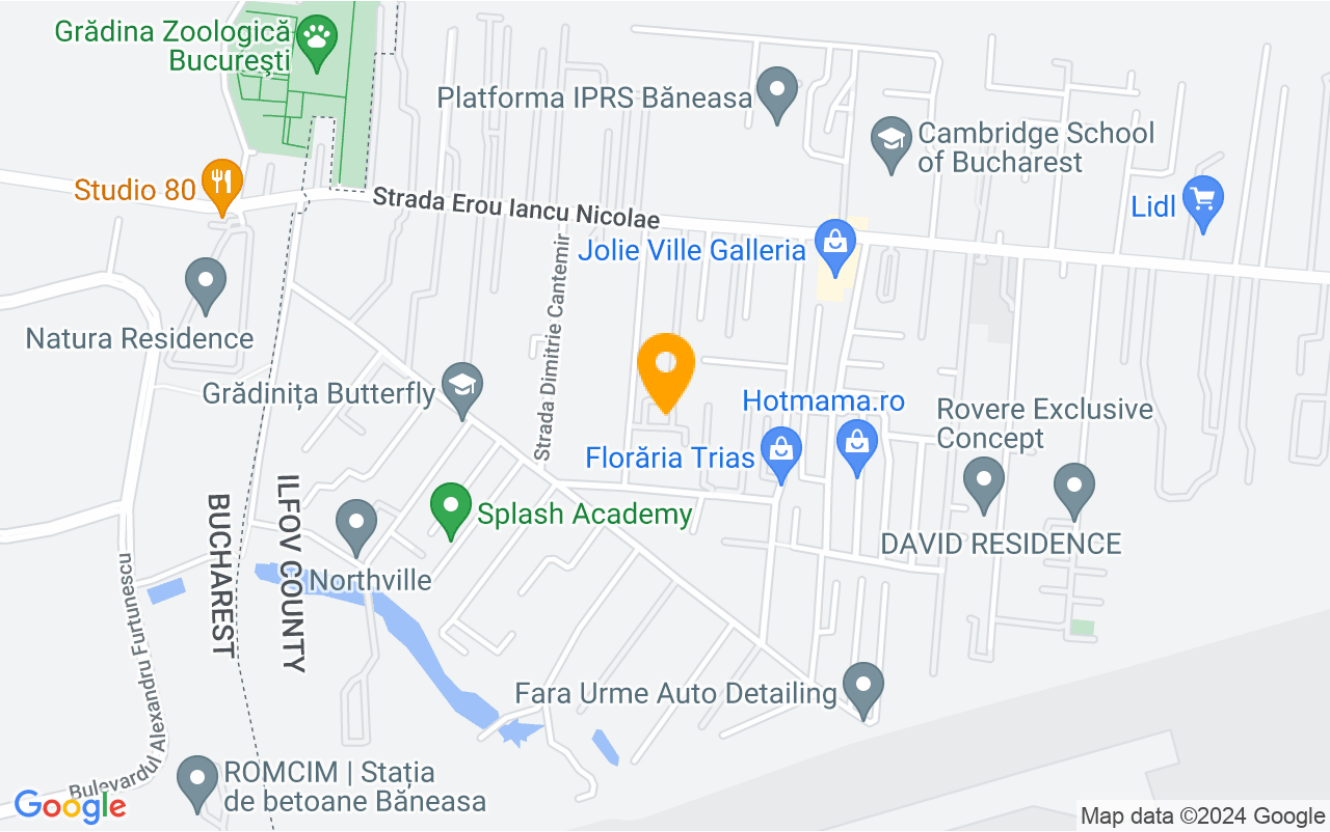 Grădina Zoologică
București
Platforma IPRS Băneasa
Cambridge School
of Bucharest
Studio 80
Strada Erou Iancu Nicolae
Lidl
Jolie Ville Galleria
Natura Residence
Strada Dimitrie Cantemir
Grădinița Butterfly
Hotmama.ro
Rovere Exclusive
Concept
Florăria Trias
ILFOV COUNTY
BUCHAREST
Splash Academy
DAVID RESIDENCE
Northville
Bulevardul Alexandru Furtunescu
Fara Urme Auto Detailing
ROMCIM | Stația
de betoane Băneasa
Google
Map data ©2024 Google